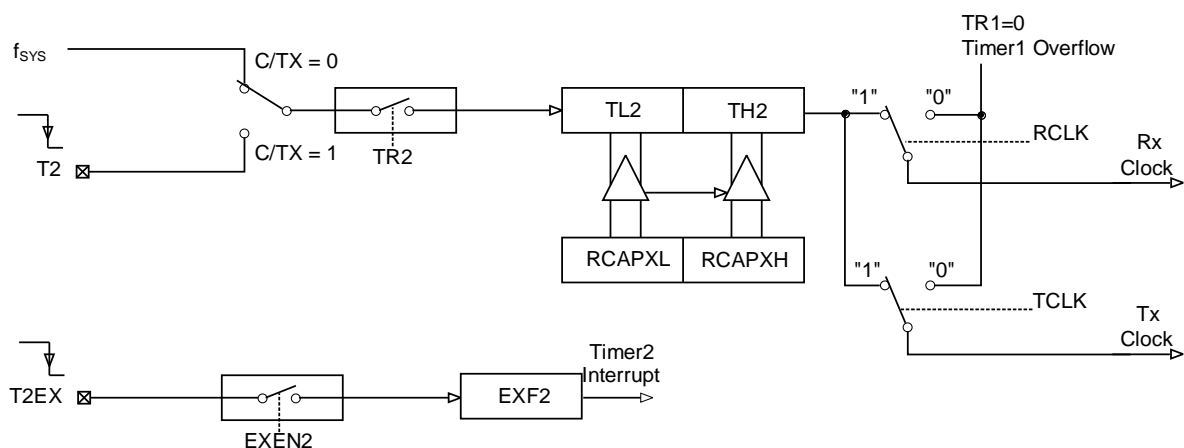 TR1=0
Timer1 Overflow
fSYS
C/TX = 0
"1"
"0"
TL2
TH2
RCLK
Rx
Clock
T2
C/TX = 1
TR2
RCAPXL
RCAPXH
"1"
"0"
TCLK
Tx
Clock
Timer2
Interrupt
T2EX
EXF2
EXEN2